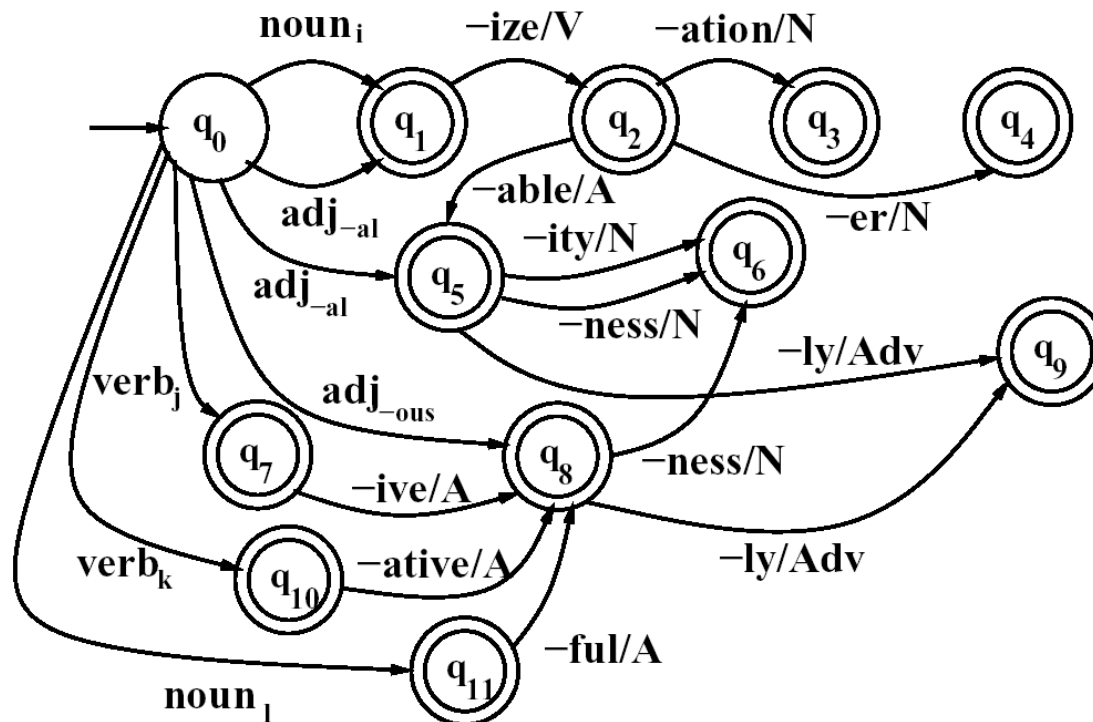 noun_i
−ize/V
−ation/N
q_0
q_1
q_2
q_3
q_4
adj_−al
−able/A
−er/N
adj_−al
q_5
−ity/N
q_6
−ness/N
−ly/Adv
q_9
verb_j
adj_−ous
q_7
q_8
−ness/N
−ive/A
−ly/Adv
verb_k
q_10
−ative/A
−ful/A
q_11
noun_l